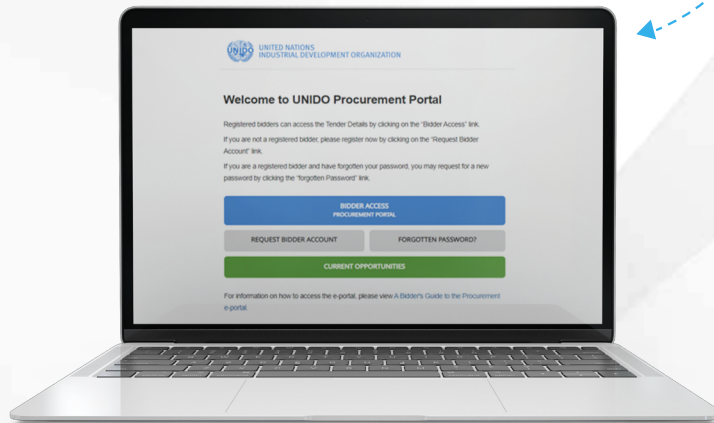 UNIDO
UNITED NATIONS
INDUSTRIAL DEVELOPMENT ORGANIZATION
Welcome to UNIDO Procurement Portal
Registered bidders can access the Tender Details by clicking on the "Bidder Access" link.
If you are not a registered bidder, please register now by clicking on the "Request Bidder
Account" link.
If you are a registered bidder and have forgotten your password, you may request for a new
password by clicking the "forgotten Password" link.
BIDDER ACCESS
PROCUREMENT PORTAL
REQUEST BIDDER ACCOUNT
FORGOTTEN PASSWORD?
CURRENT OPPORTUNITIES
For information on how to access the e-portal, please view A Bidder's Guide to the Procurement
e-portal.